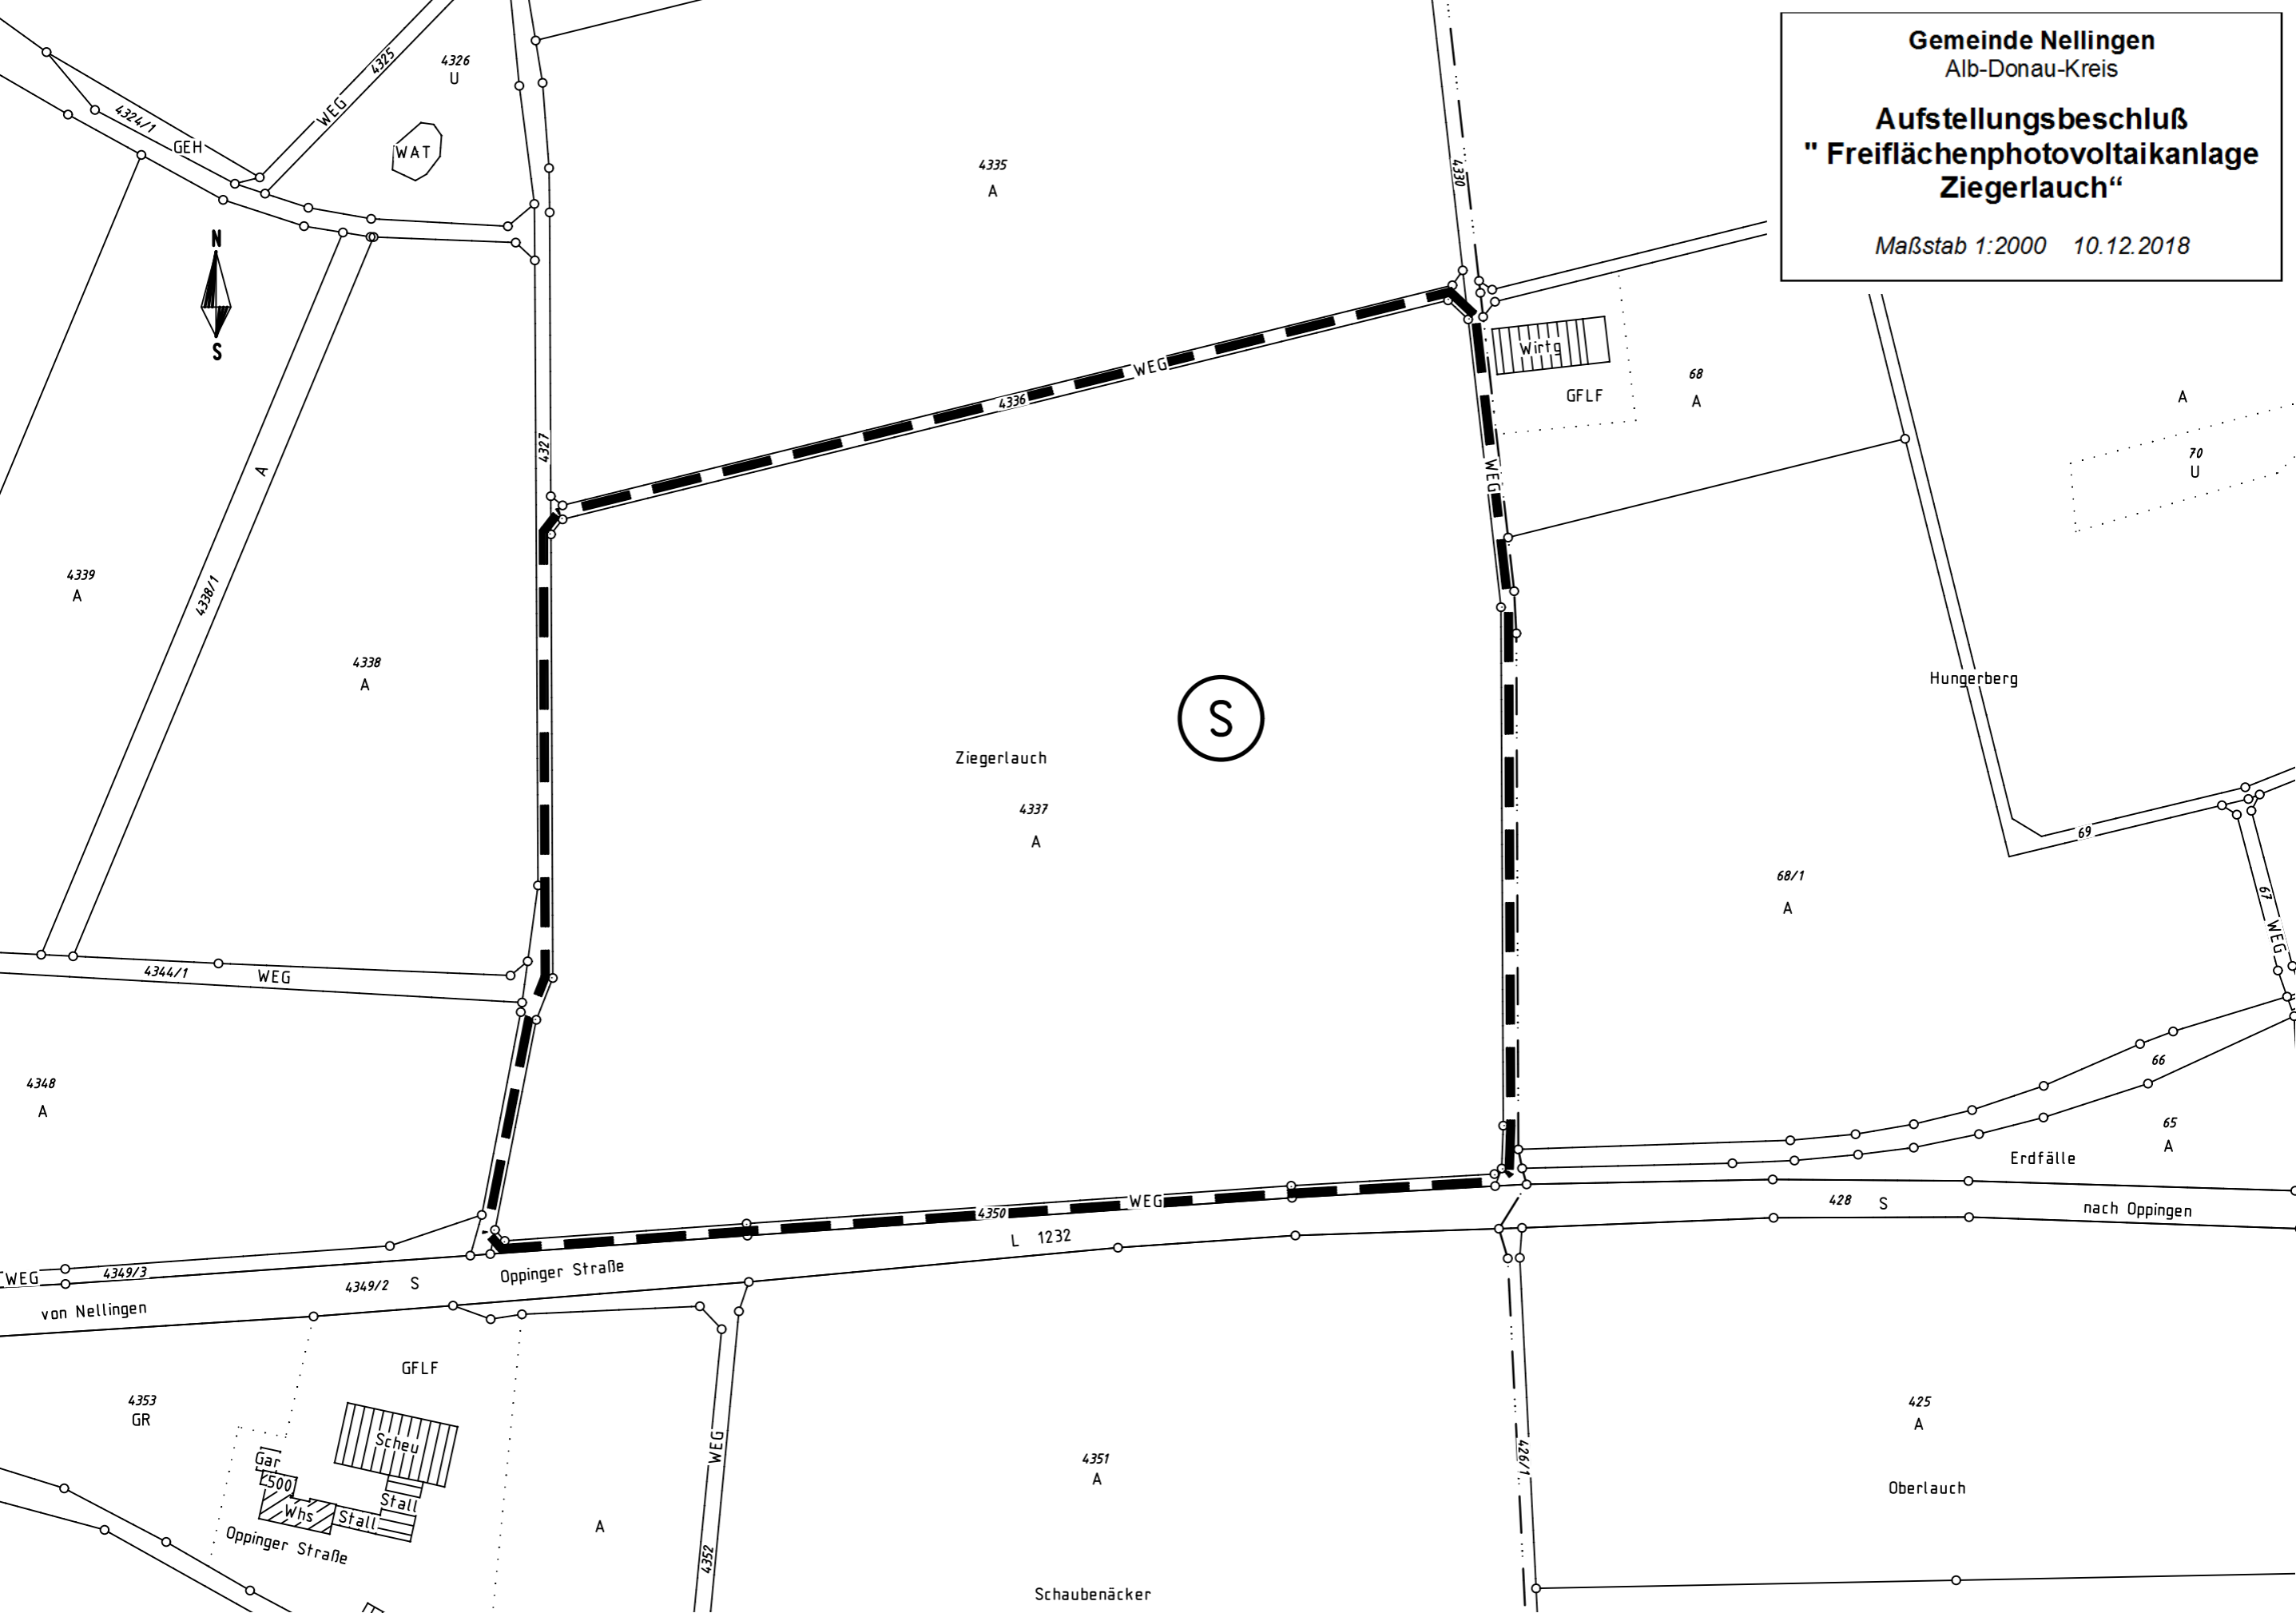 Gemeinde Nellingen
Alb-Donau-Kreis
Aufstellungsbeschluß
" Freiflächenphotovoltaikanlage
Ziegerlauch“
Maßstab 1:2000 10.12.2018
4325
WEG
4326
U
4324/1
GEH
WAT
4335
A
4330
N
S
Wirtg
GFLF
68
A
A
70
U
WEG
4336
4327
A
WEG
4339
A
4338/1
4338
A
Hungerberg
S
Ziegerlauch
4337
A
69
68/1
A
67
WEG
4344/1
WEG
66
4348
A
65
A
Erdfälle
428 S
nach Oppingen
WEG
4350
L 1232
Oppinger Straße
WEG
4349/3
4349/2 S
von Nellingen
GFLF
4353
GR
Scheu
Gar
500
Whs
Stall
Stall
Oppinger Straße
WEG
4352
A
4351
A
Schaubenäcker
426/1
425
A
Oberlauch